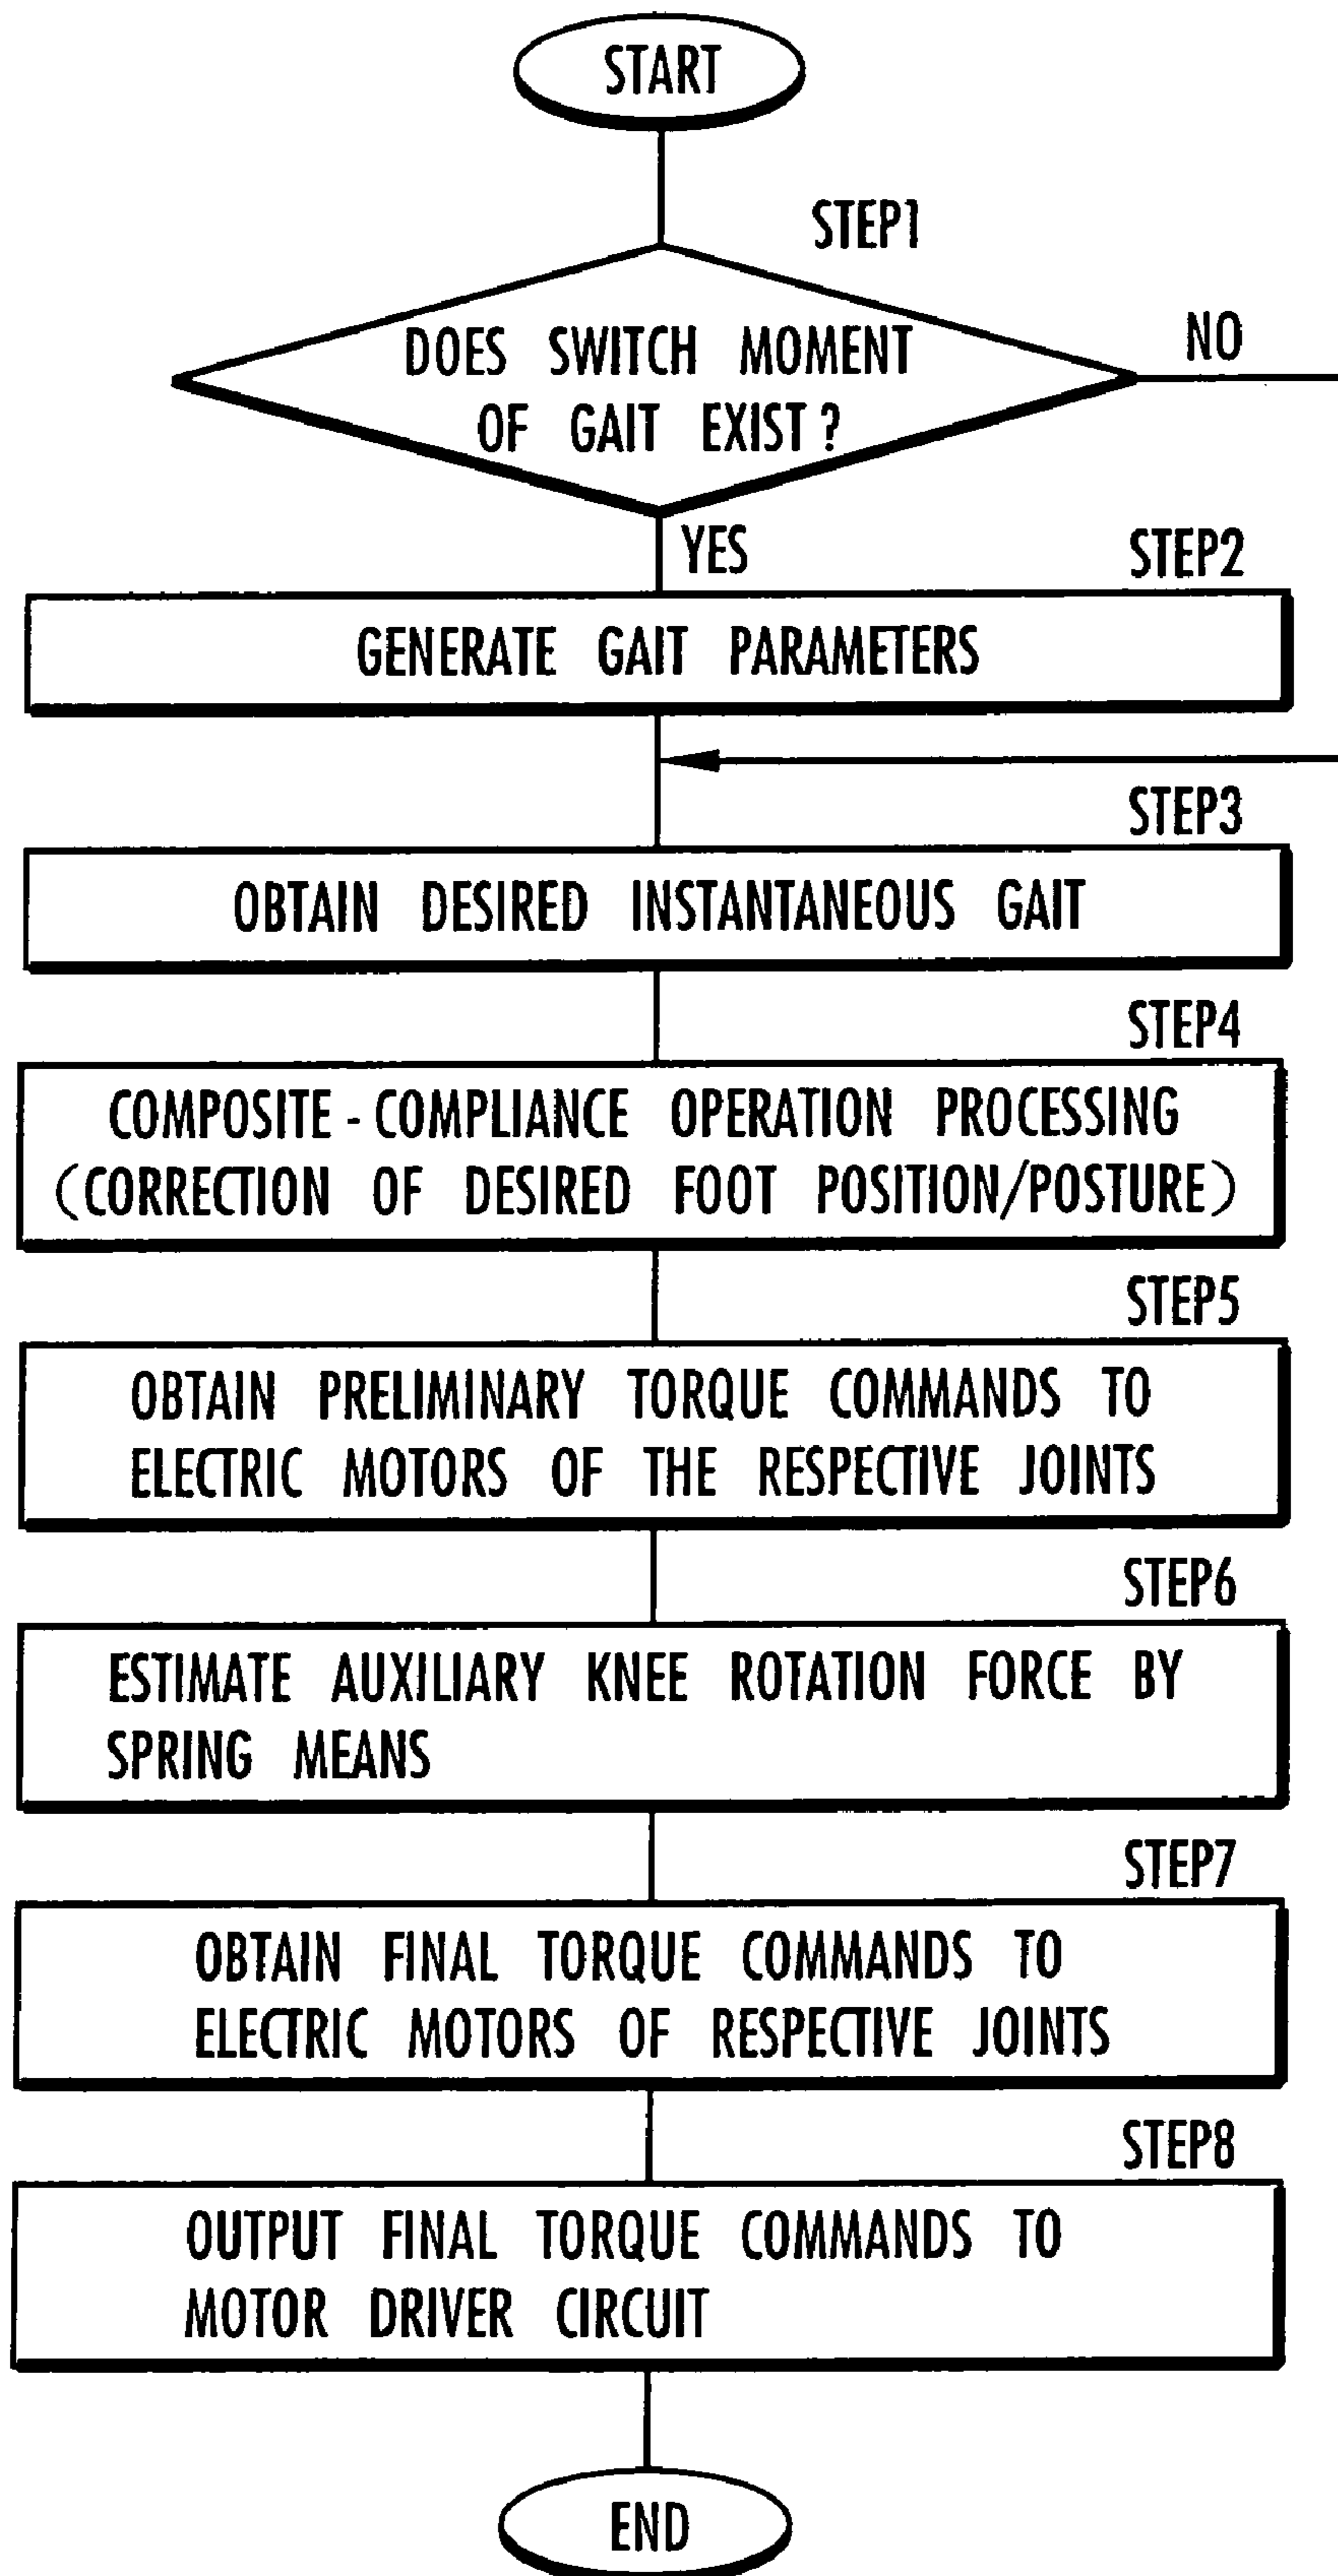 START
STEP1
DOES SWITCH MOMENT
OF GAIT EXIST?
NO
YES
STEP2
GENERATE GAIT PARAMETERS
STEP3
OBTAIN DESIRED INSTANTANEOUS GAIT
STEP4
COMPOSITE-COMPLIANCE OPERATION PROCESSING
(CORRECTION OF DESIRED FOOT POSITION/POSTURE)
STEP5
OBTAIN PRELIMINARY TORQUE COMMANDS TO
ELECTRIC MOTORS OF THE RESPECTIVE JOINTS
STEP6
ESTIMATE AUXILIARY KNEE ROTATION FORCE BY
SPRING MEANS
STEP7
OBTAIN FINAL TORQUE COMMANDS TO
ELECTRIC MOTORS OF RESPECTIVE JOINTS
STEP8
OUTPUT FINAL TORQUE COMMANDS TO
MOTOR DRIVER CIRCUIT
END